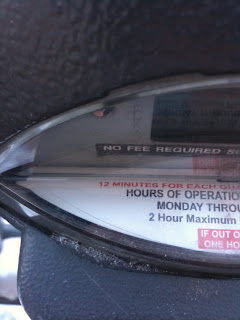 NO FEE REQUIRED
12 MINUTES FOR EACH
HOURS OF OPERATIO
MONDAY THROU
2 Hour Maximum
IF OUT O
ONE HO